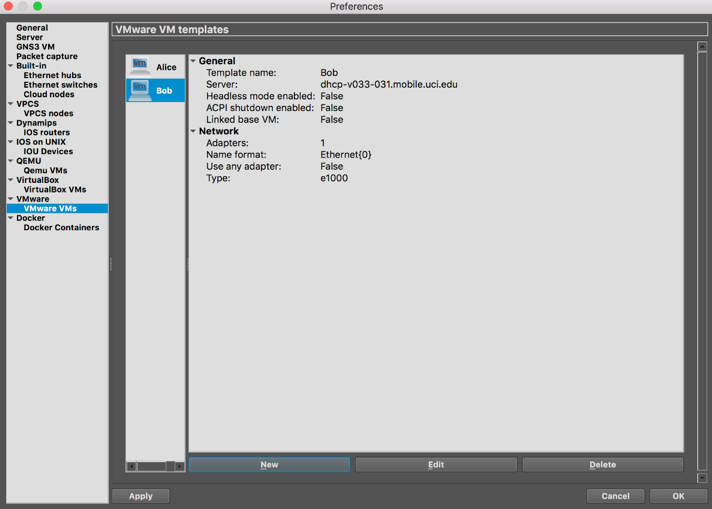 Preferences
General
Server
GNS3 VM
Packet capture
Built-in
Ethernet hubs
Ethernet switches
Cloud nodes
VPCS
VPCS nodes
Dynamips
IOS routers
IOS on UNIX
IOU Devices
QEMU
Qemu VMs
VirtualBox
VirtualBox VMs
VMware
VMware VMs
Docker
Docker Containers
VMware VM templates
Alice
Bob
General
Template name: Bob
Server: dhcp-v033-031.mobile.uci.edu
Headless mode enabled: False
ACPI shutdown enabled: False
Linked base VM: False
Network
Adapters: 1
Name format: Ethernet{0}
Use any adapter: False
Type: e1000
New Edit Delete
Apply Cancel OK